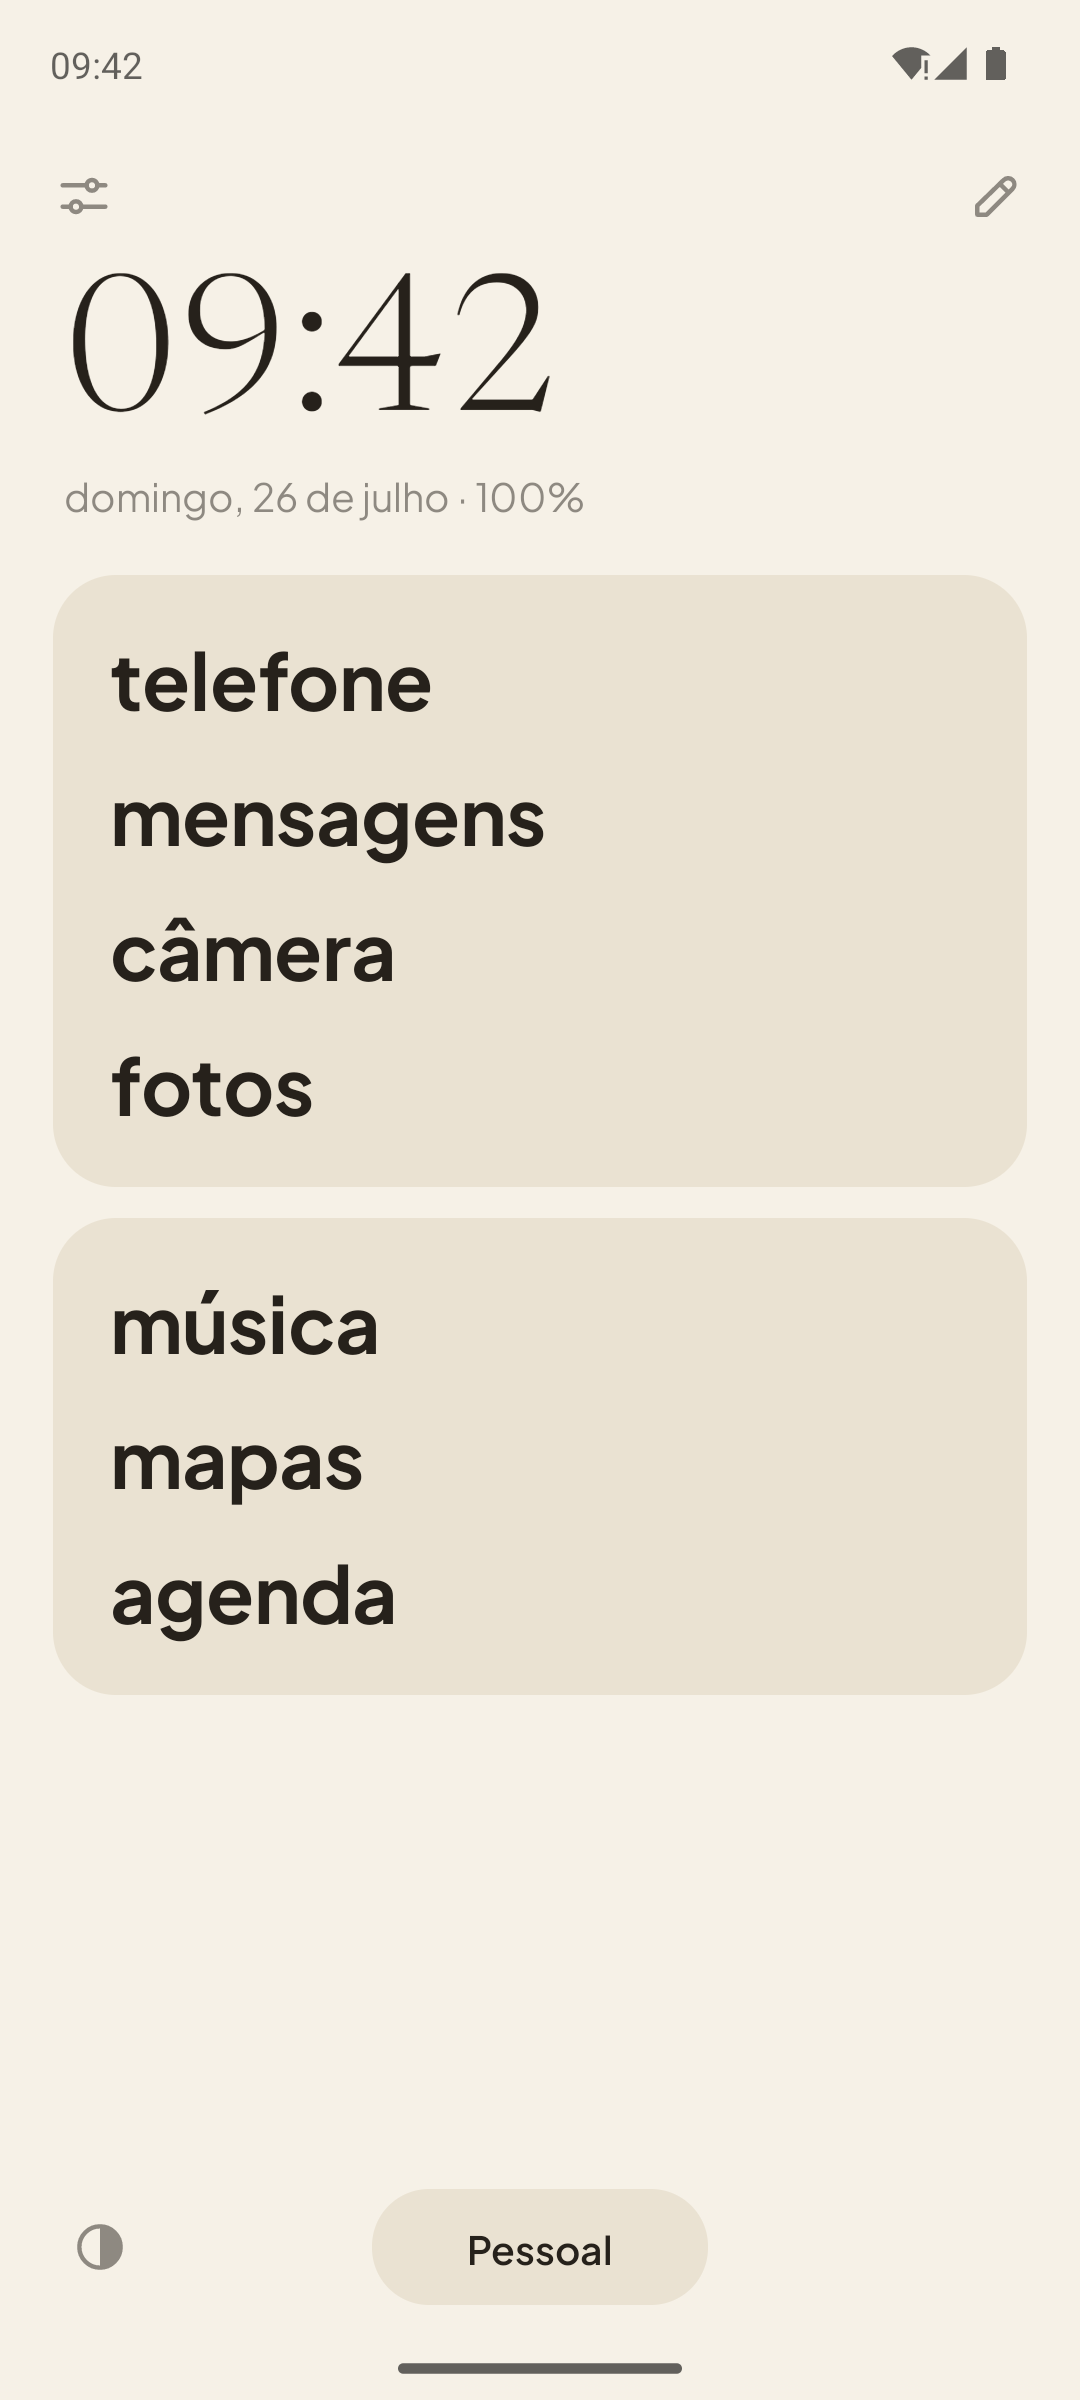 09:42
09:42
domingo, 26 de julho · 100%
telefone
mensagens
câmera
fotos
música
mapas
agenda
Pessoal